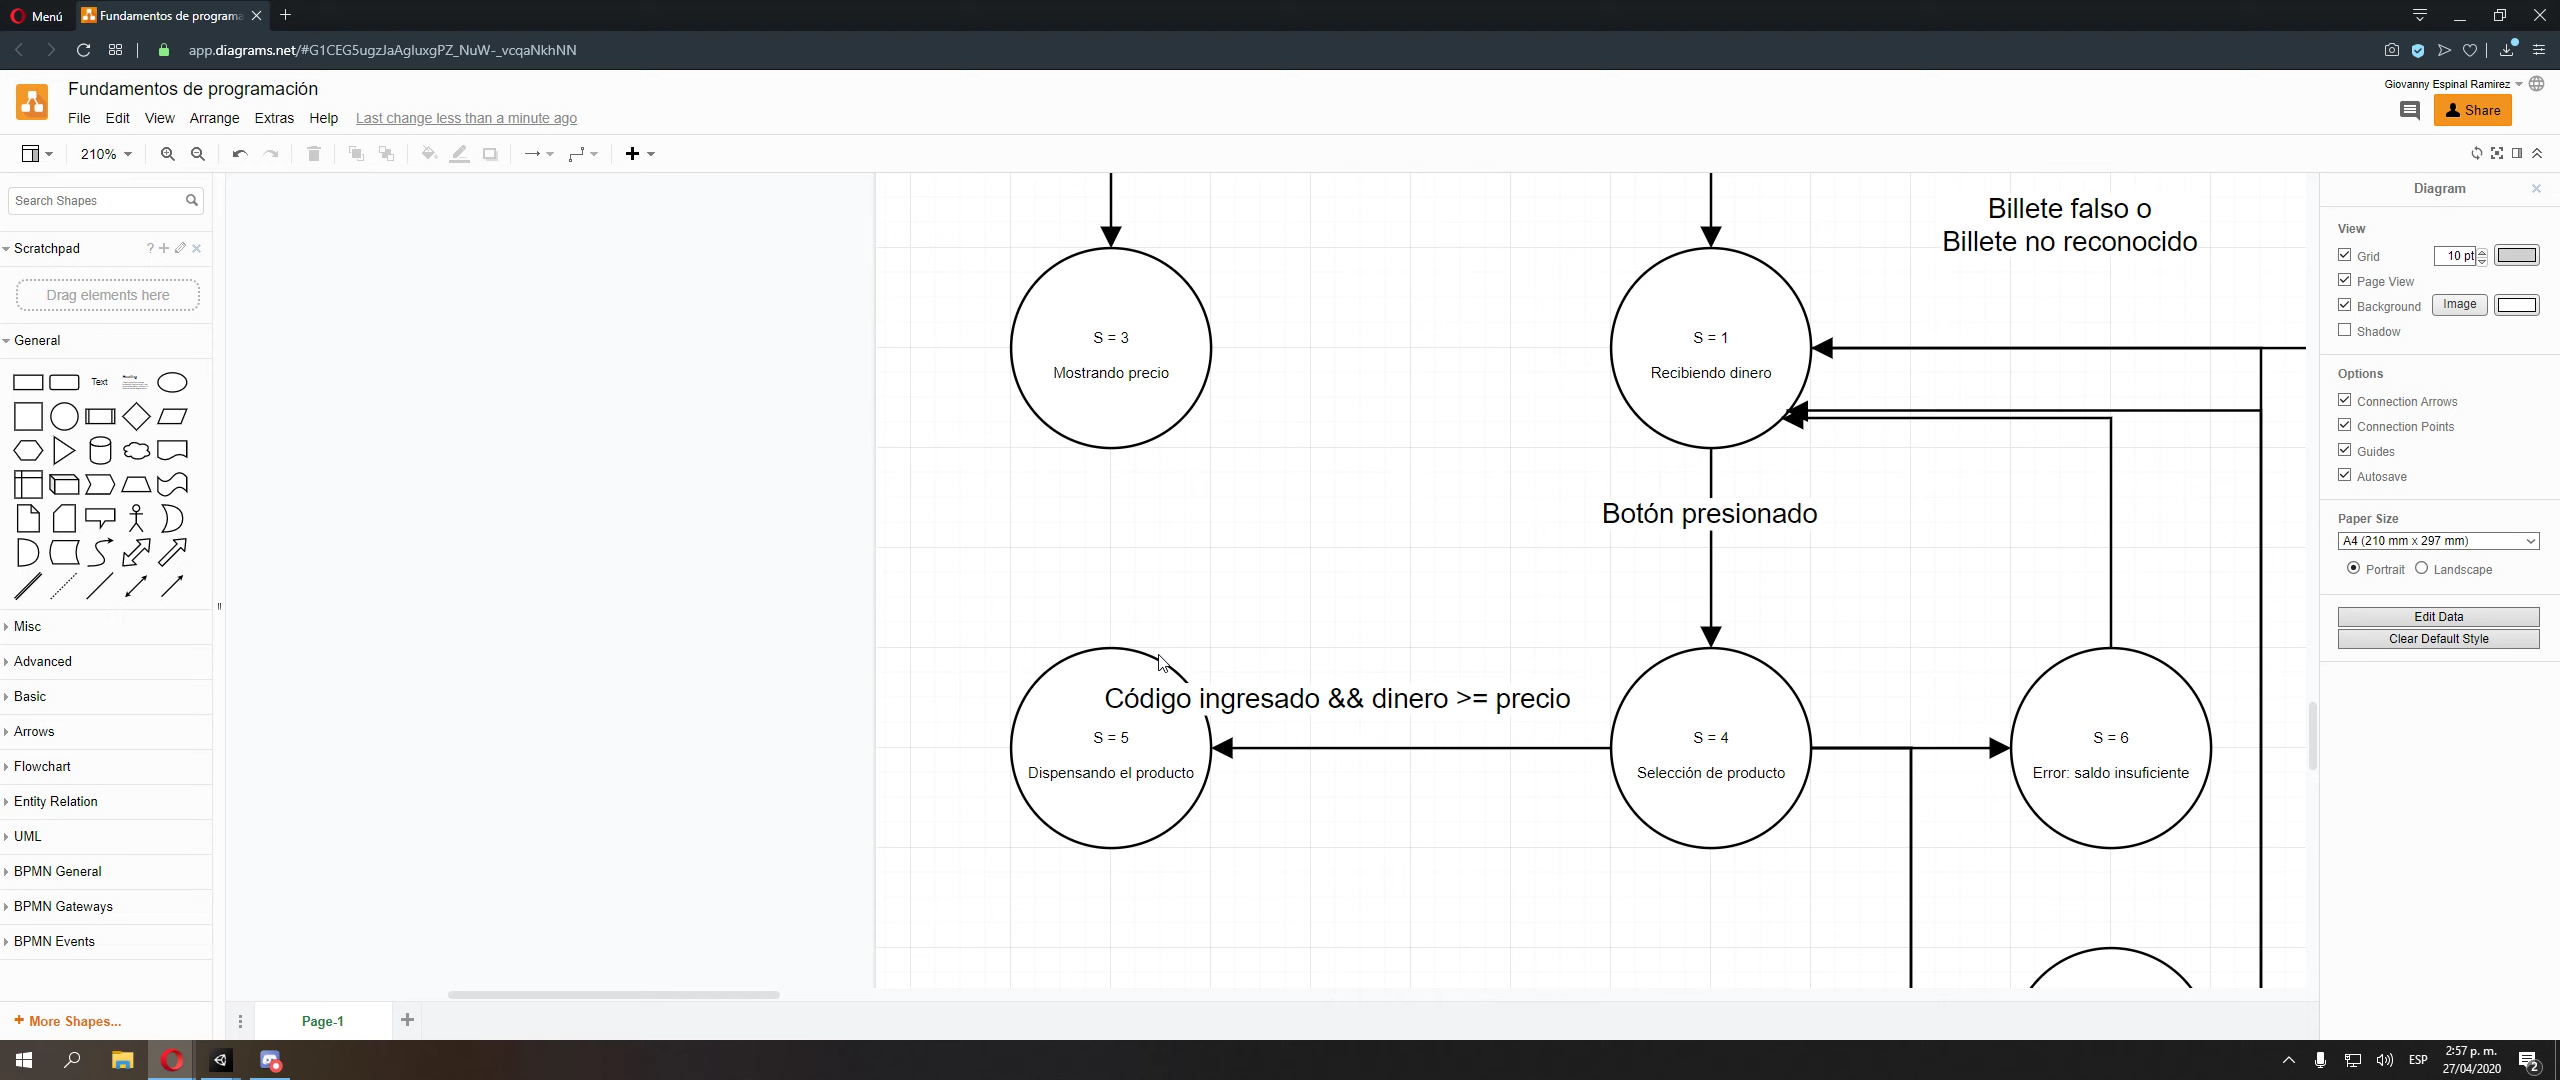 Menú
Fundamentos de programa
app.diagrams.net/#G1CEG5ugzJaAgluxgPZ_NuW-_vcqaNkhNN
Fundamentos de programación
Giovanny Espinal Ramirez
File Edit View Arrange Extras Help Last change less than a minute ago
Share
210%
Search Shapes
Scratchpad
?
Drag elements here
General
Text
Heading
Misc
Advanced
Basic
Arrows
Flowchart
Entity Relation
UML
BPMN General
BPMN Gateways
BPMN Events
+ More Shapes...
Billete falso o
Billete no reconocido
S = 3
Mostrando precio
S = 1
Recibiendo dinero
Botón presionado
Código ingresado && dinero >= precio
S = 5
Dispensando el producto
S = 4
Selección de producto
S = 6
Error: saldo insuficiente
Page-1
Diagram
View
Grid 10 pt
Page View
Background Image
Shadow
Options
Connection Arrows
Connection Points
Guides
Autosave
Paper Size
A4 (210 mm x 297 mm)
Portrait Landscape
Edit Data
Clear Default Style
ESP
2:57 p. m.
27/04/2020
2